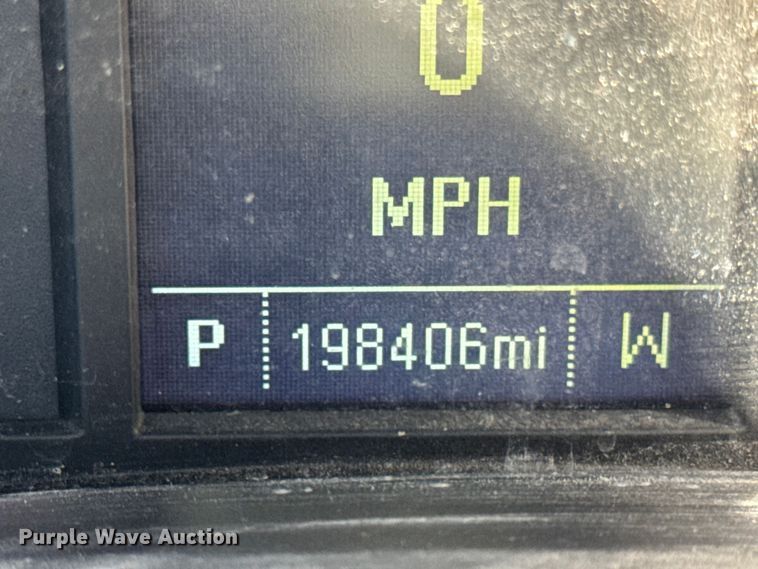 0
MPH
P 198406mi W
Purple Wave Auction